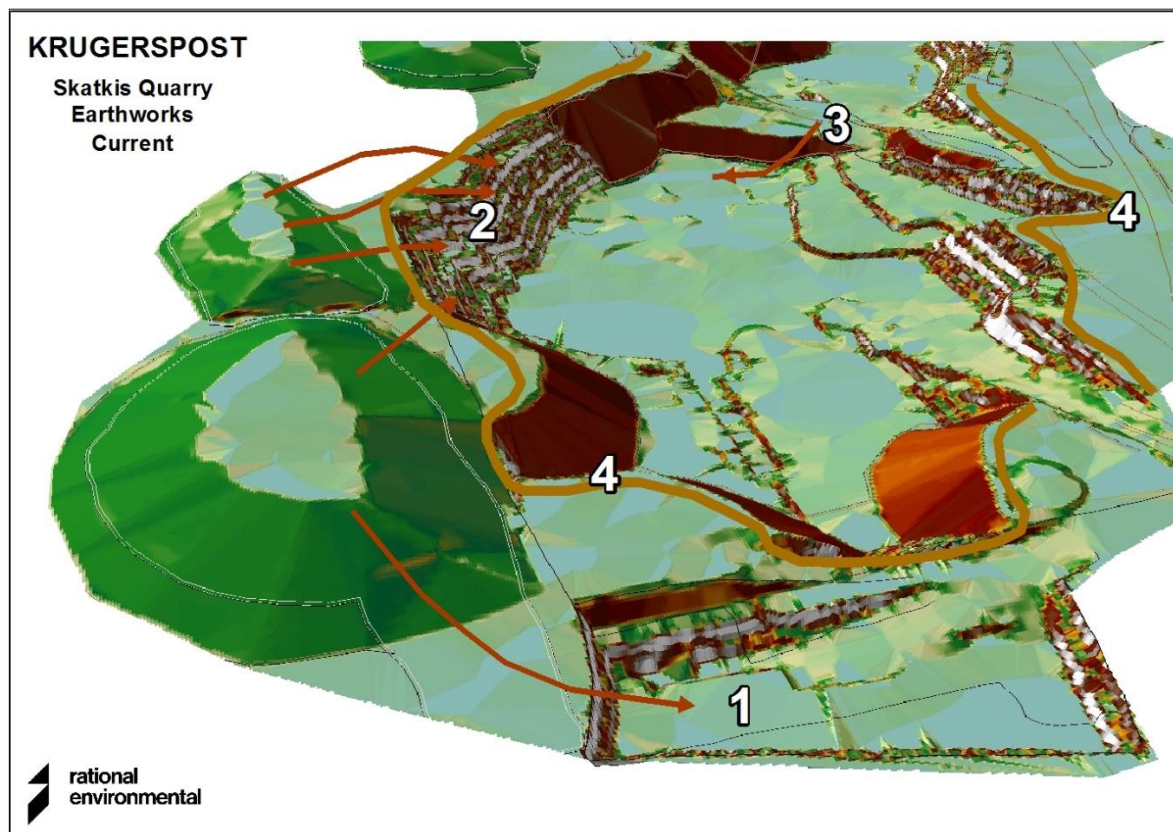 KRUGERSPOST
Skatkis Quarry
Earthworks
Current
3
2
4
4
1
rational
environmental